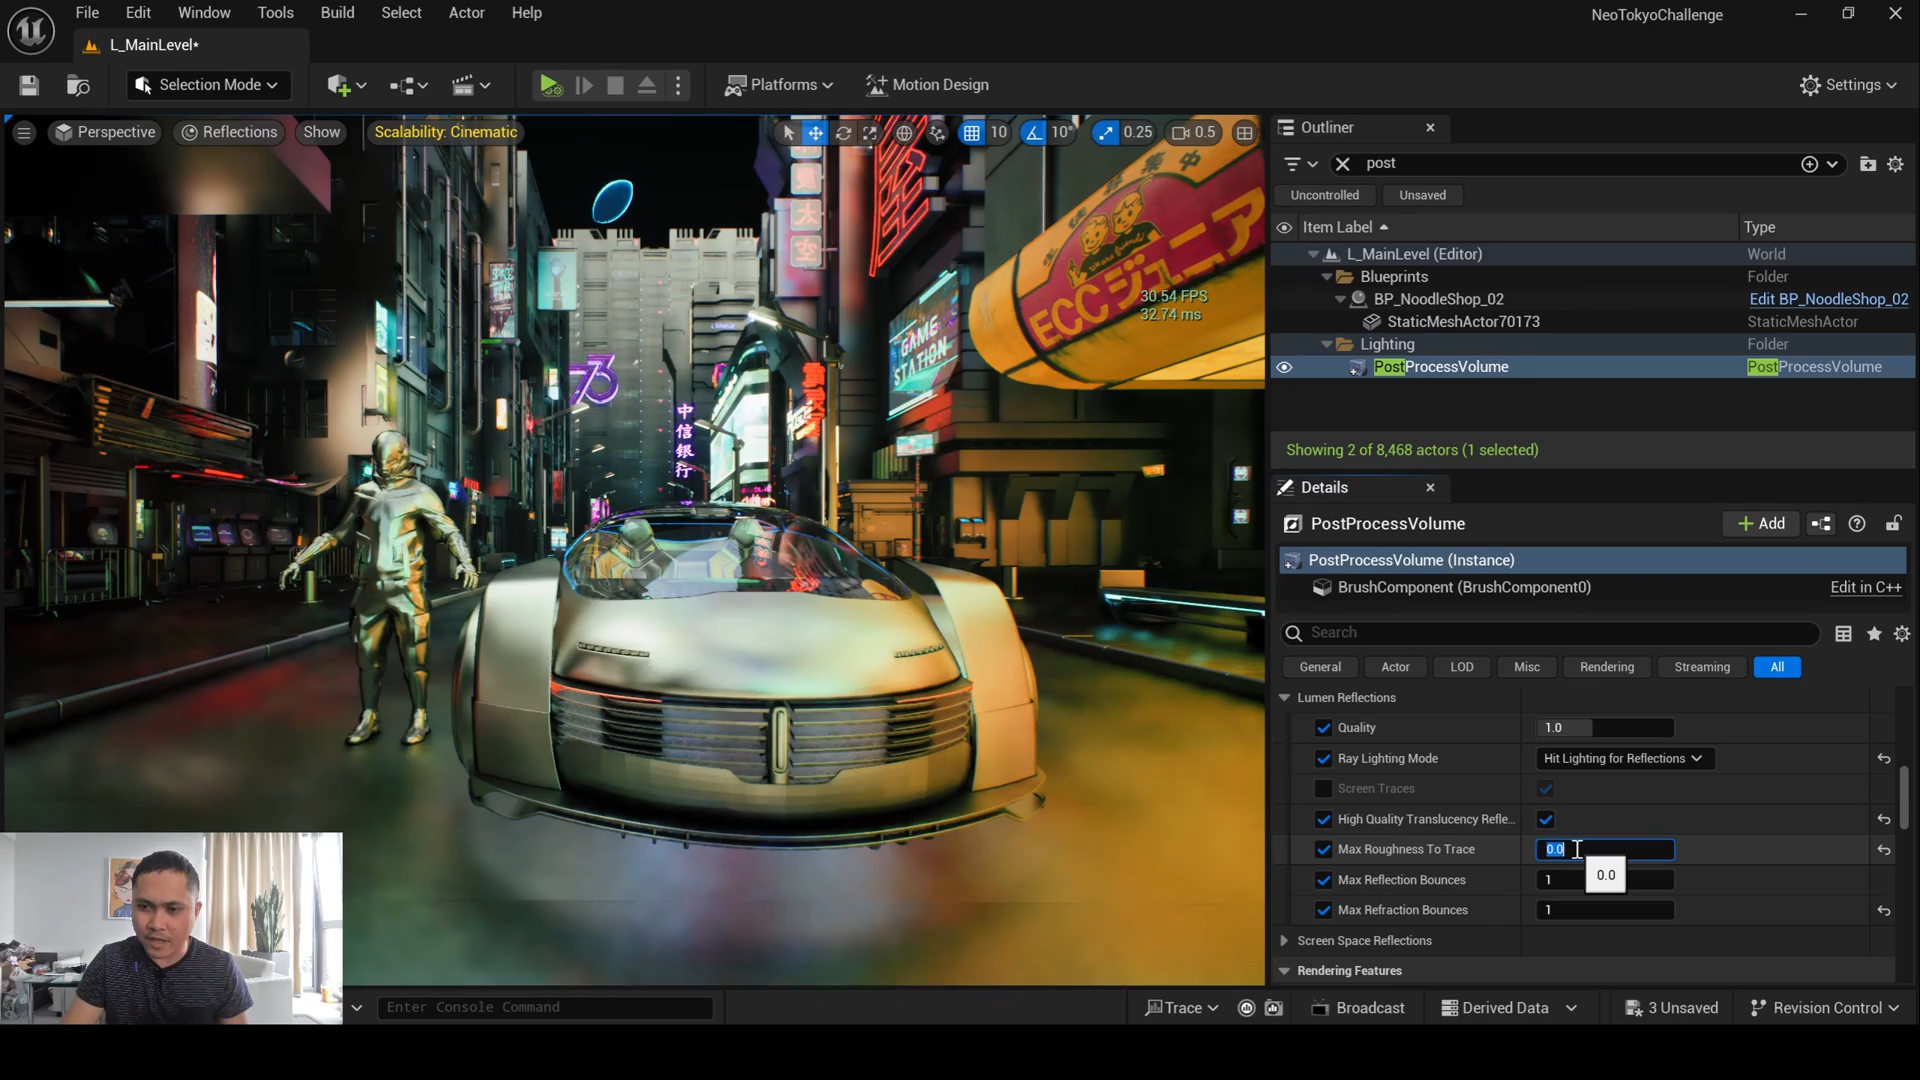 File Edit Window Tools Build Select Actor Help
NeoTokyoChallenge
L_MainLevel*
Selection Mode
Platforms
Motion Design
Settings
Perspective
Reflections
Show
Scalability: Cinematic
10
10°
0.25
0.5
30.54 FPS
32.74 ms
集中
ECCジュニア
GAME
STATION
73
中信銀行
太
空
Outliner
post
Uncontrolled
Unsaved
Item Label
Type
L_MainLevel (Editor)
World
Blueprints
Folder
BP_NoodleShop_02
Edit BP_NoodleShop_02
StaticMeshActor70173
StaticMeshActor
Lighting
Folder
PostProcessVolume
PostProcessVolume
Showing 2 of 8,468 actors (1 selected)
Details
PostProcessVolume
Add
PostProcessVolume (Instance)
BrushComponent (BrushComponent0)
Edit in C++
Search
General
Actor
LOD
Misc
Rendering
Streaming
All
Lumen Reflections
Quality
1.0
Ray Lighting Mode
Hit Lighting for Reflections
Screen Traces
High Quality Translucency Refle...
Max Roughness To Trace
0.0
0.0
Max Reflection Bounces
1
Max Refraction Bounces
1
Screen Space Reflections
Rendering Features
Enter Console Command
Trace
Broadcast
Derived Data
3 Unsaved
Revision Control